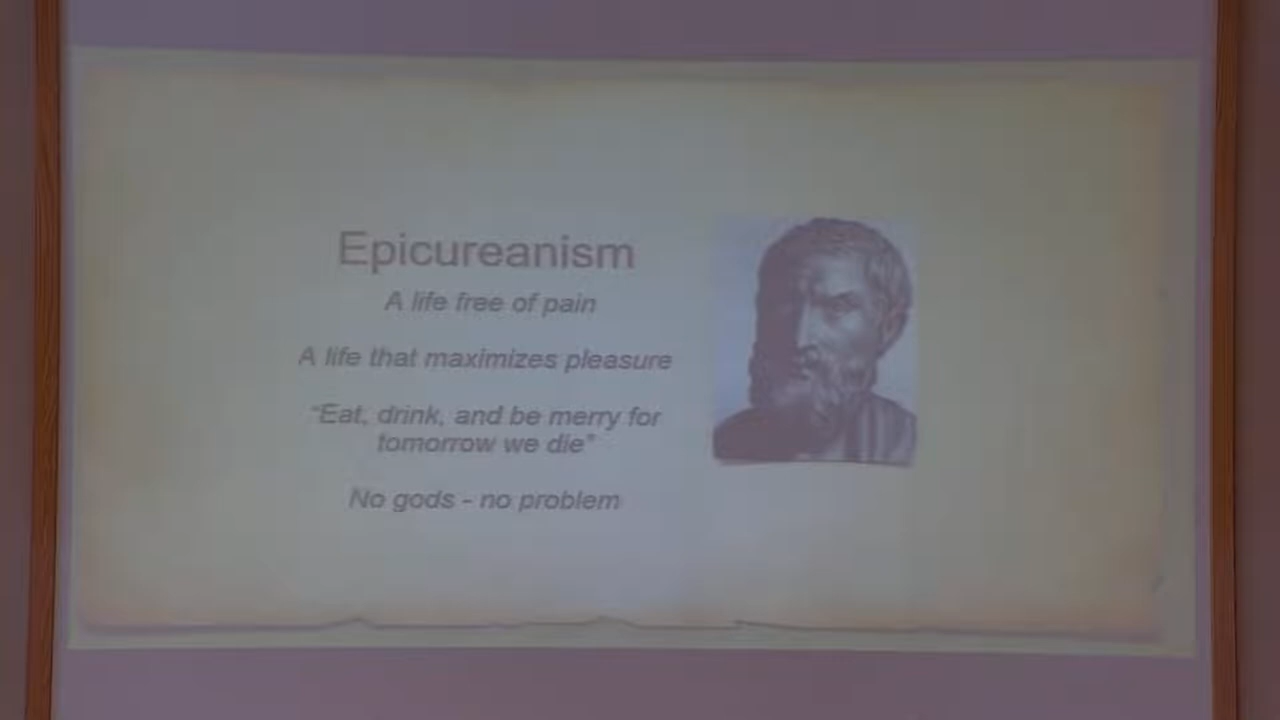 Epicureanism
A life free of pain
A life that maximizes pleasure
"Eat, drink, and be merry for
tomorrow we die"
No gods - no problem